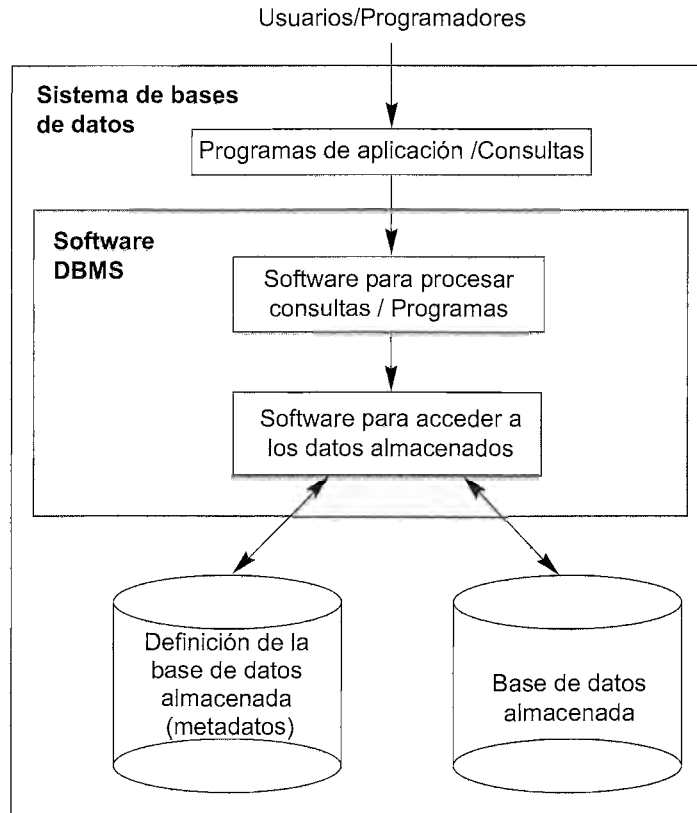 Usuarios/Programadores
Sistema de bases
de datos
Programas de aplicación /Consultas
Software
DBMS
Software para procesar
consultas / Programas
Software para acceder a
los datos almacenados
Definición de la
base de datos
almacenada
(metadatos)
Base de datos
almacenada